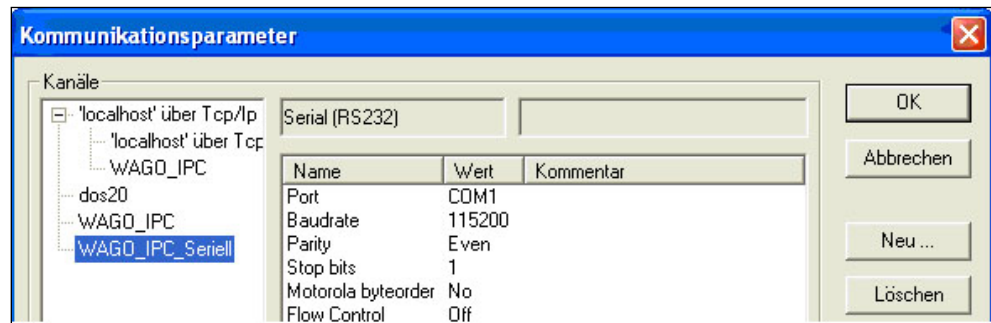 Kommunikationsparameter
Kanäle
'localhost' über Tcp/Ip
'localhost' über Tcp
WAGO_IPC
dos20
WAGO_IPC
WAGO_IPC_Seriell
Serial (RS232)
Name Wert Kommentar
Port COM1
Baudrate 115200
Parity Even
Stop bits 1
Motorola byteorder No
Flow Control Off
OK
Abbrechen
Neu ...
Löschen